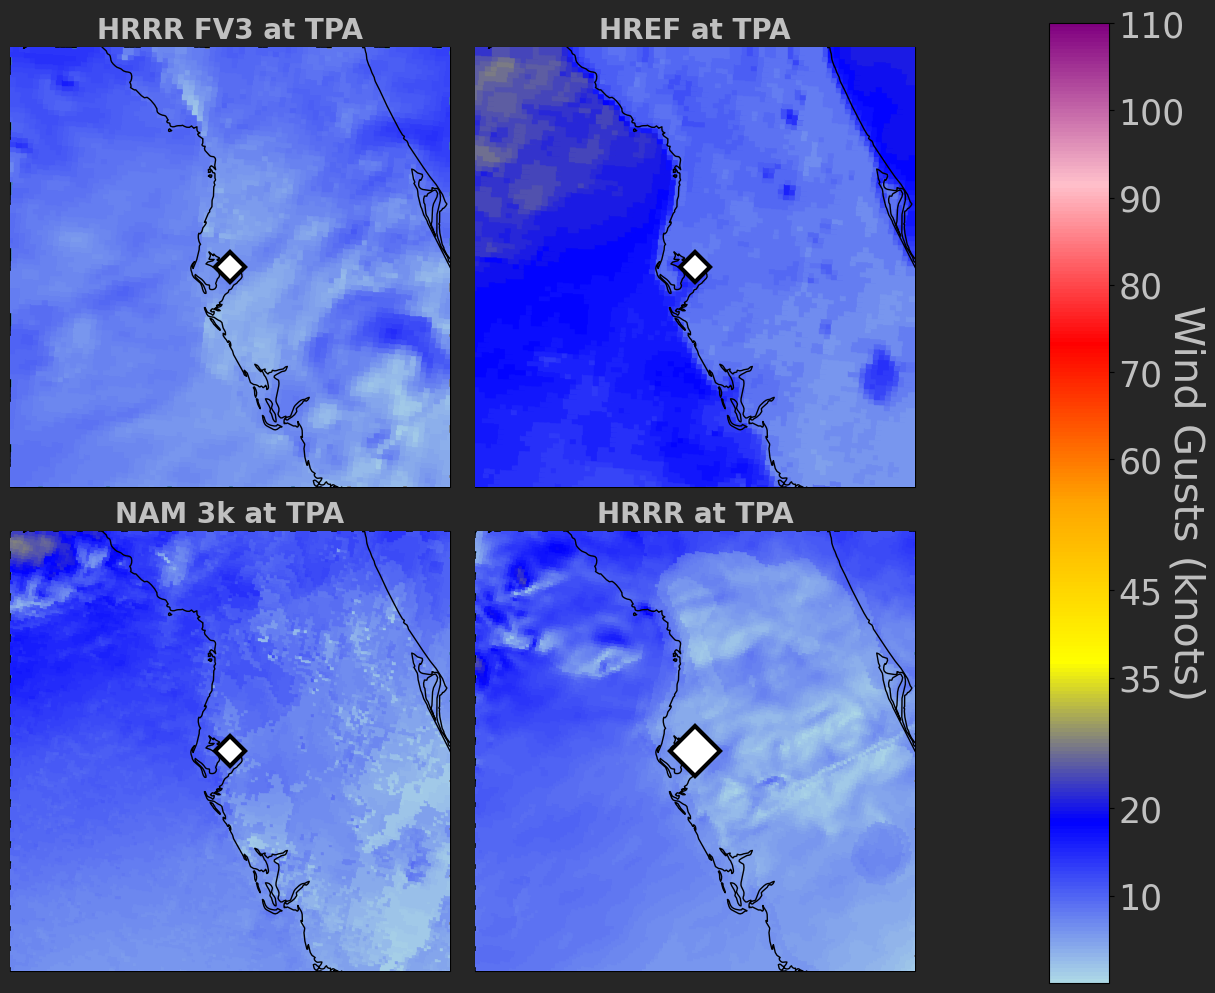 HRRR FV3 at TPA
HREF at TPA
NAM 3k at TPA
HRRR at TPA
110
100
90
80
70
60
45
35
20
10
Wind Gusts (knots)